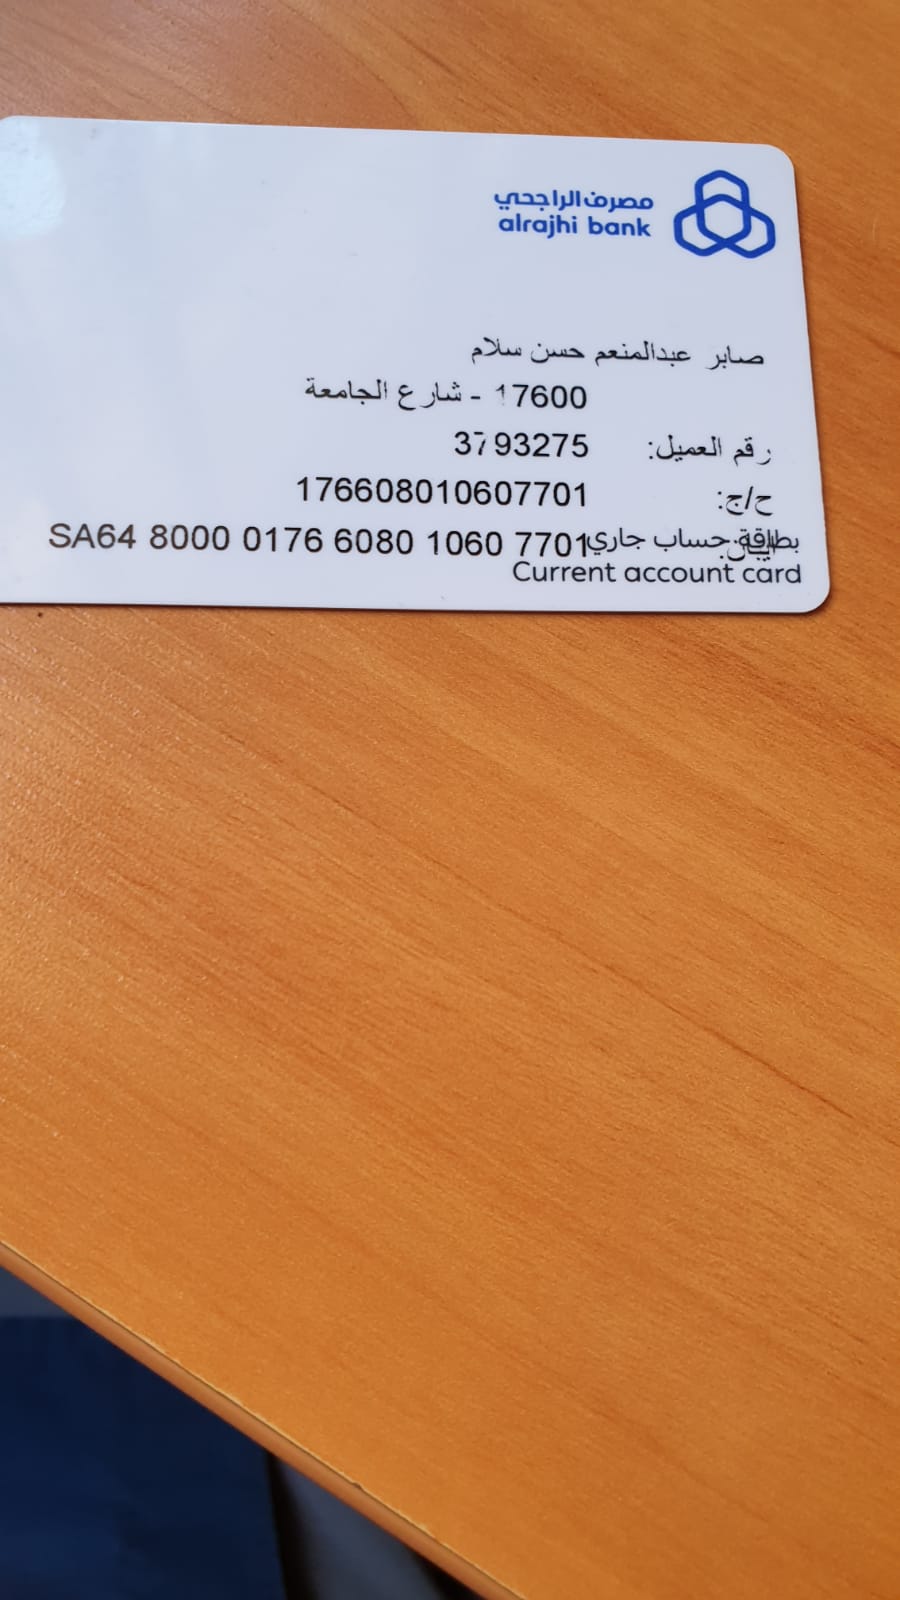 مصرف الراجحي
alrajhi bank
صابر عبدالمنعم حسن سلام
17600 - شارع الجامعة
رقم العميل: 3793275
ح/ج: 176608010607701
ايبان: SA64 8000 0176 6080 1060 7701
بطاقة حساب جاري
Current account card